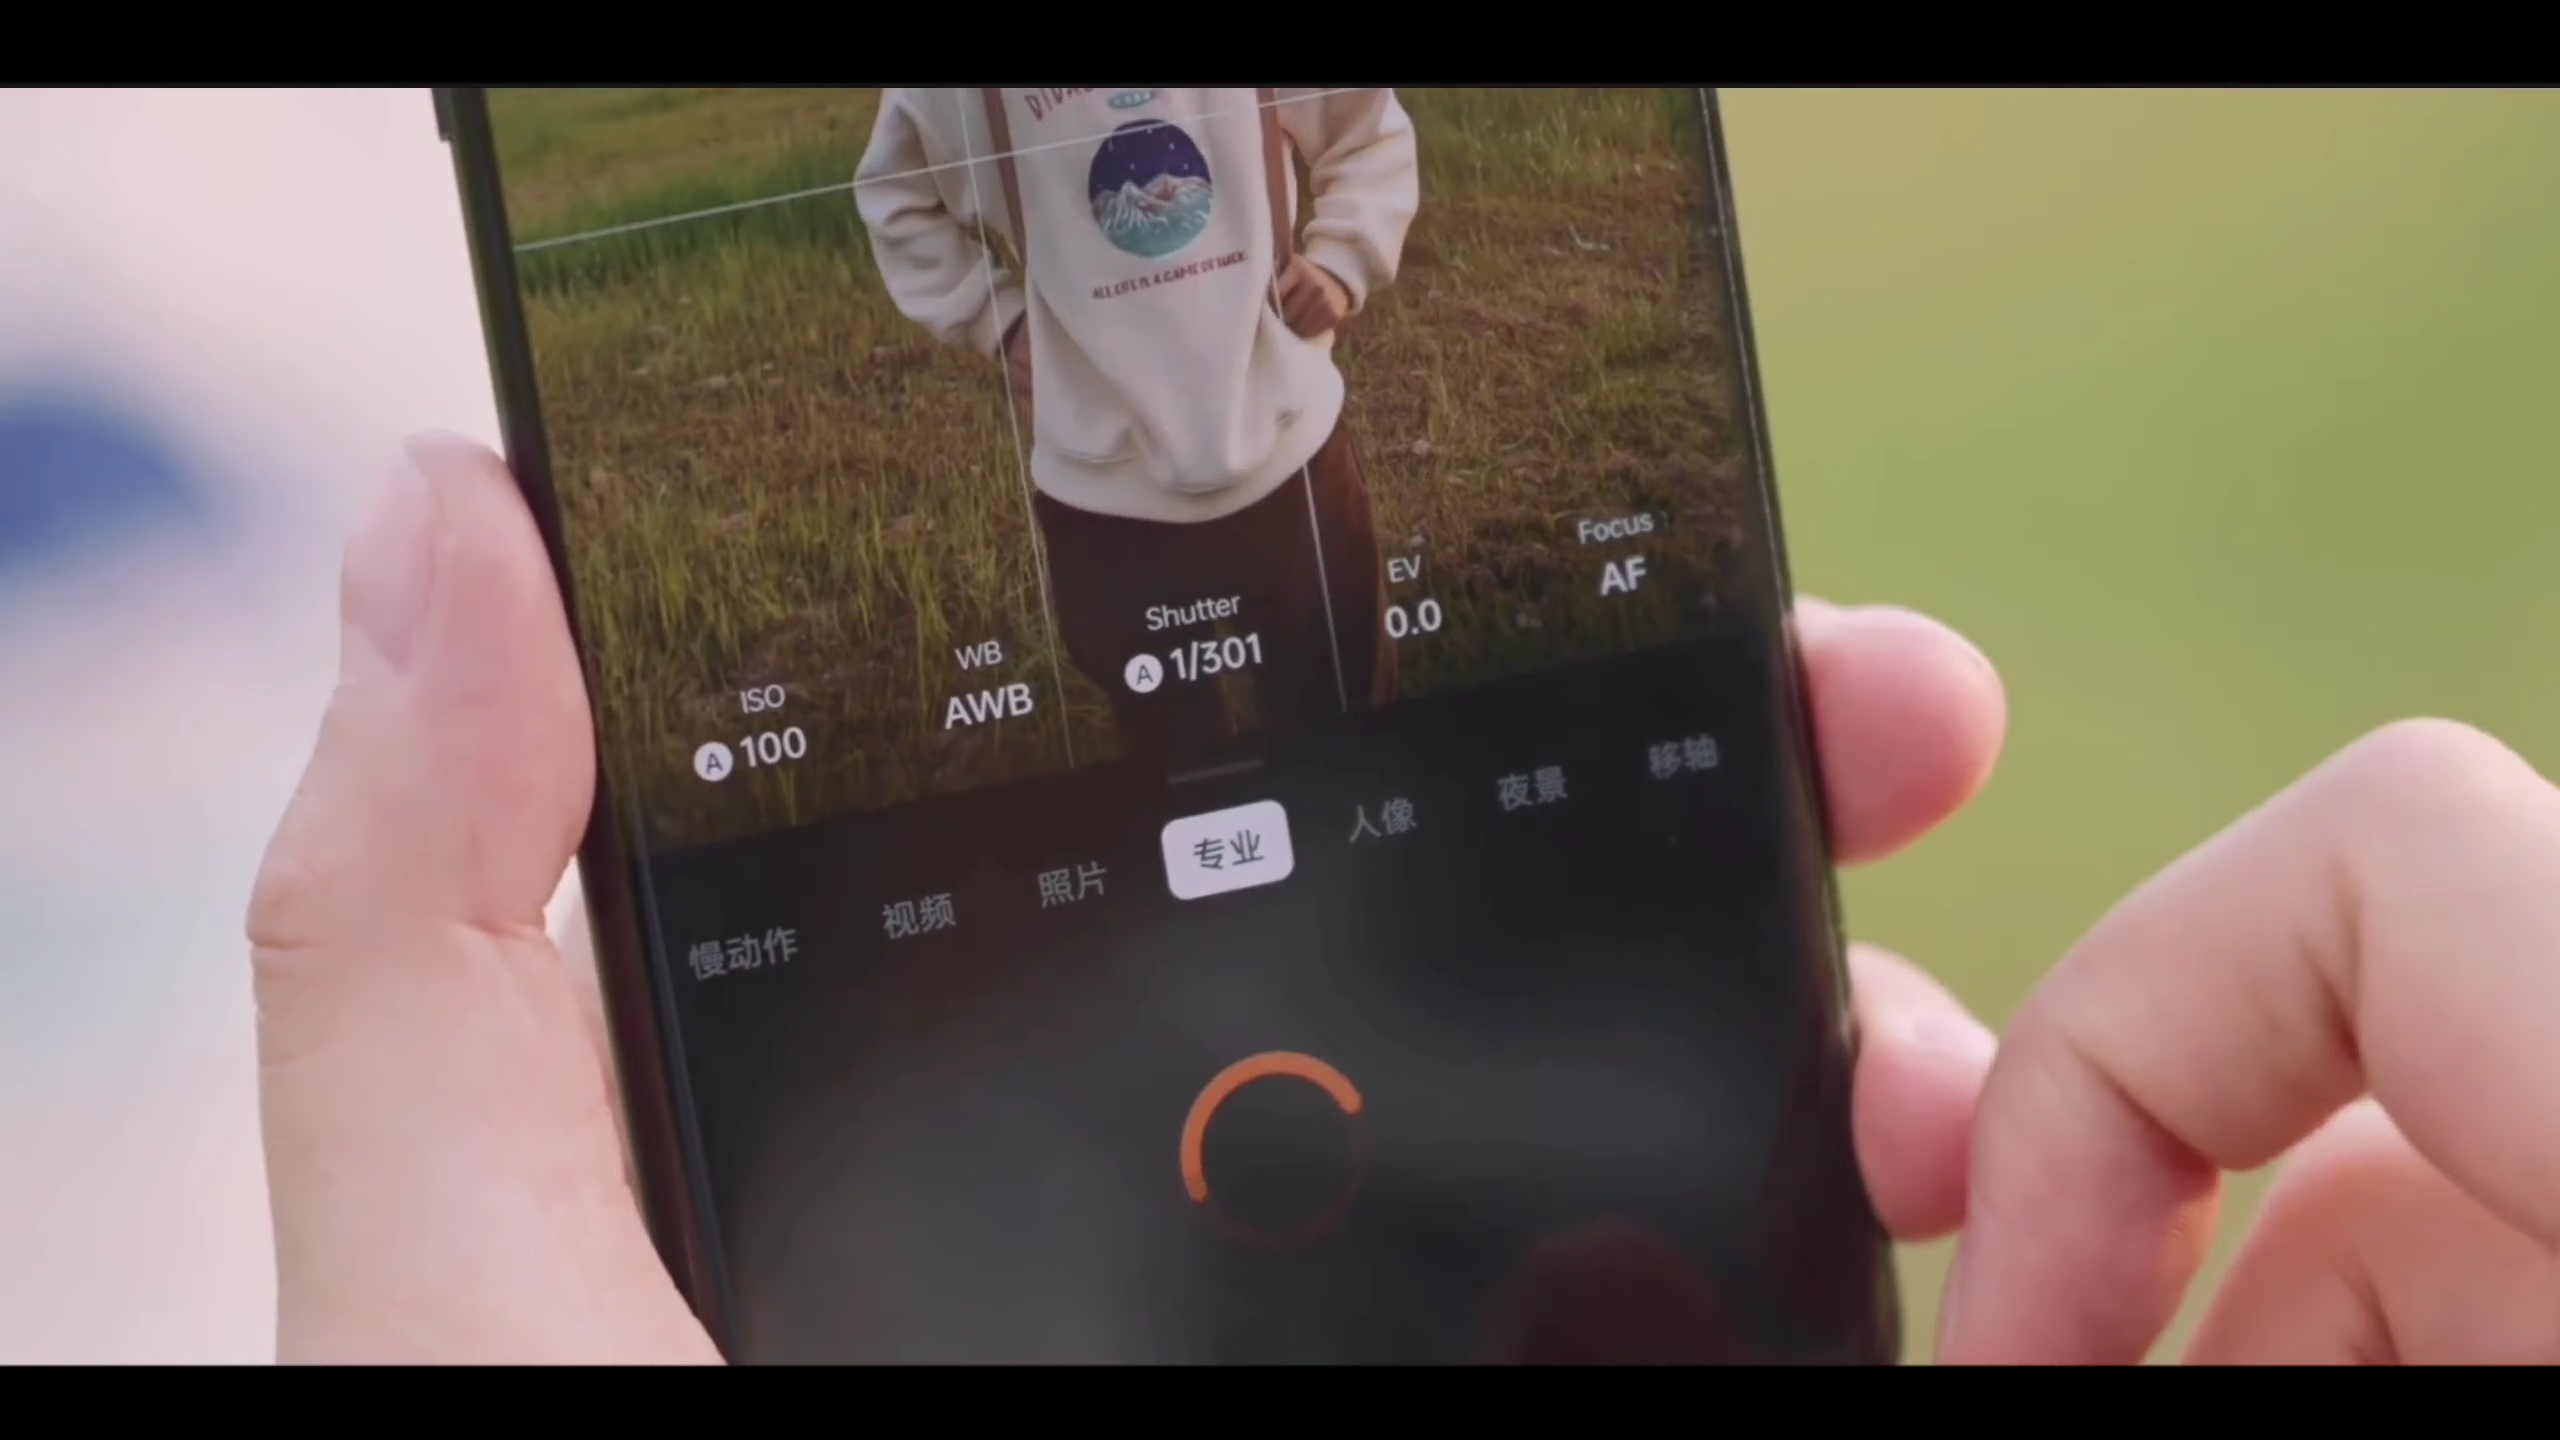 ALL LIFE IS A GAME OF LUCK.
ISO
A 100
WB
AWB
Shutter
A 1/301
EV
0.0
Focus
AF
慢动作 视频 照片 专业 人像 夜景 移轴